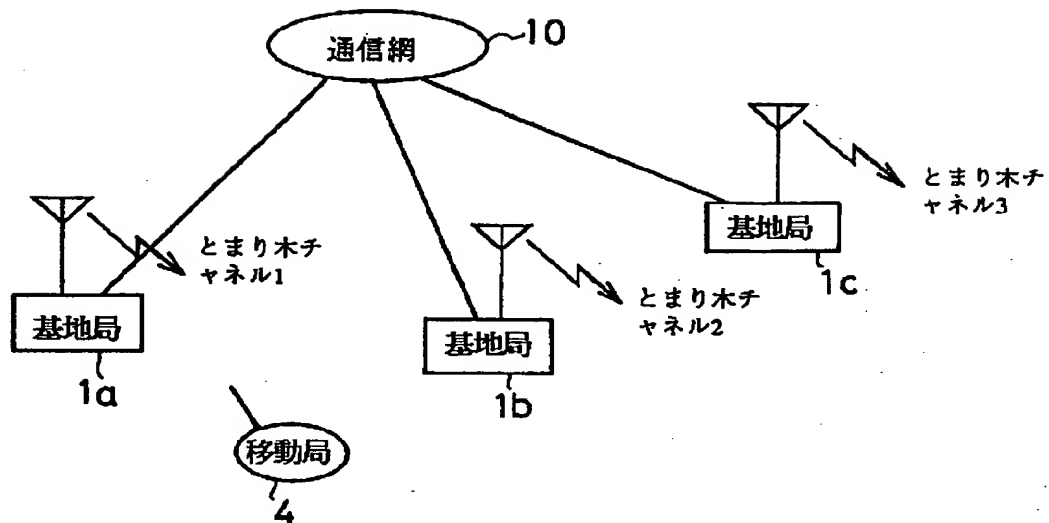 通信網
10
とまり木チ
ャネル3
基地局
1c
とまり木チ
ャネル1
基地局
1a
とまり木チ
ャネル2
基地局
1b
移動局
4